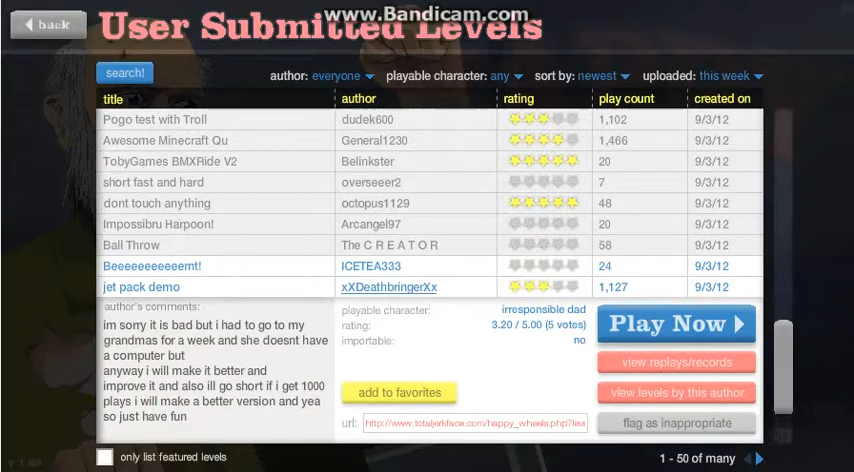 www.Bandicam.com
back
User Submitted Levels
search!
author: everyone playable character: any sort by: newest uploaded: this week
title author rating play count created on
Pogo test with Troll dudek600 1,102 9/3/12
Awesome Minecraft Qu General1230 1,466 9/3/12
TobyGames BMXRide V2 Belinkster 20 9/3/12
short fast and hard overseeer2 7 9/3/12
dont touch anything octopus1129 48 9/3/12
Impossibru Harpoon! Arcangel97 20 9/3/12
Ball Throw The C R E A T O R 58 9/3/12
Beeeeeeeeeeemt! ICETEA333 24 9/3/12
jet pack demo xXDeathbringerXx 1,127 9/3/12
author's comments:
im sorry it is bad but i had to go to my
grandmas for a week and she doesnt have
a computer but
anyway i will make it better and
improve it and also ill go short if i get 1000
plays i will make a better version and yea
so just have fun
playable character: irresponsible dad
rating: 3.20 / 5.00 (5 votes)
importable: no
add to favorites
url: http://www.totaljerkface.com/happy_wheels.php?leve
Play Now
view replays/records
view levels by this author
flag as inappropriate
only list featured levels
1 - 50 of many